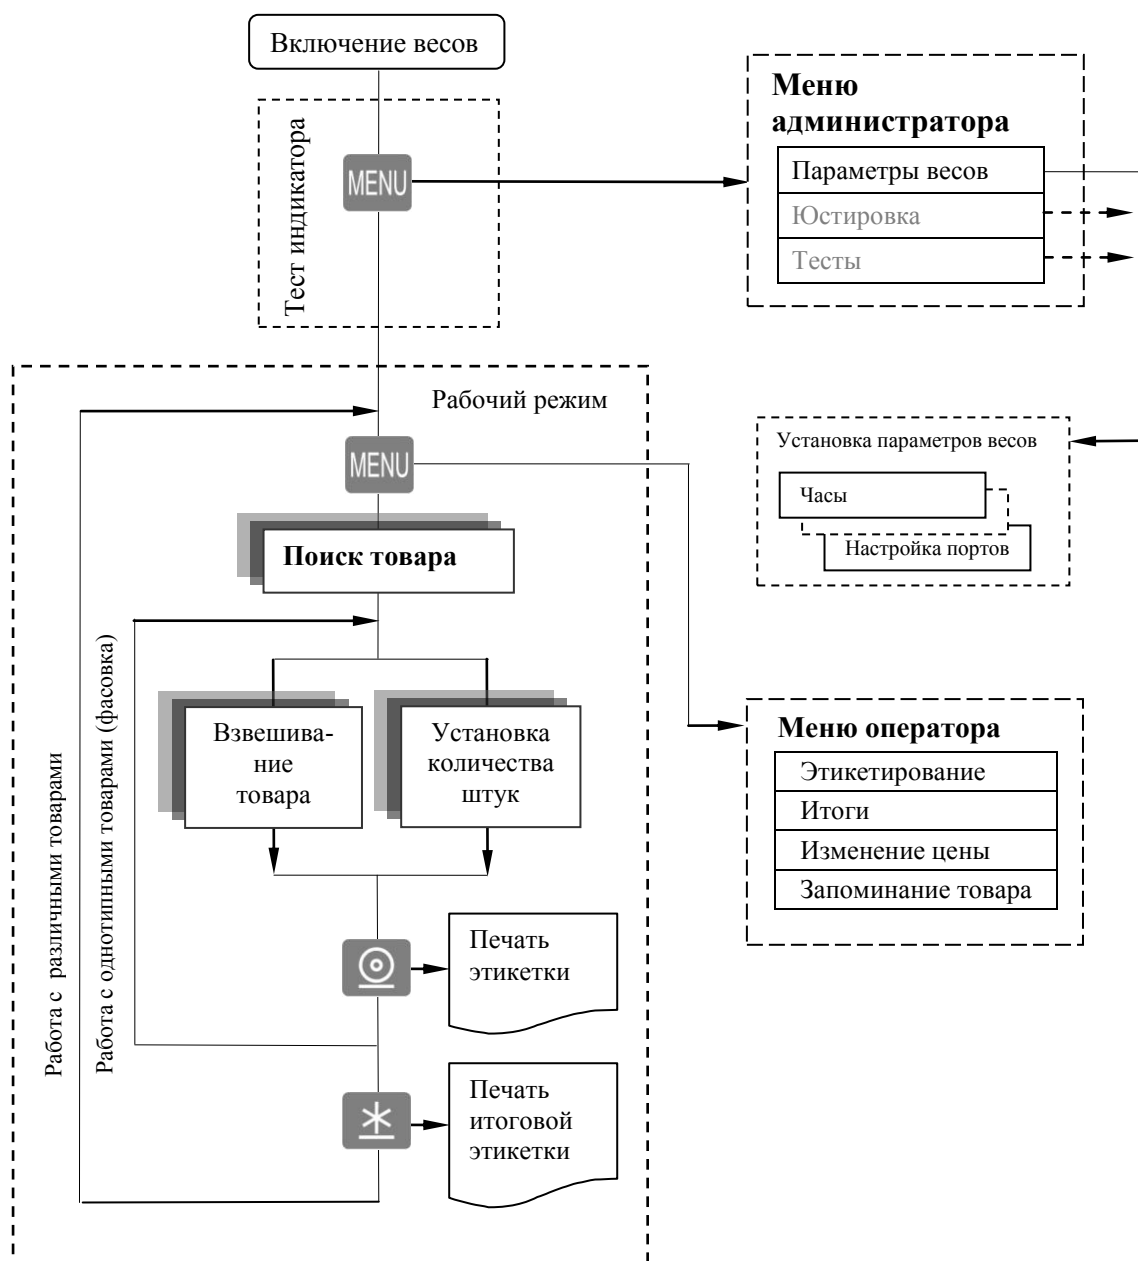 Включение весов
Тест индикатора
MENU
Меню
администратора
Параметры весов
Юстировка
Тесты
Рабочий режим
MENU
Установка параметров весов
Часы
Настройка портов
Поиск товара
Работа с различными товарами
Работа с однотипными товарами (фасовка)
Взвешива-
ние
товара
Установка
количества
штук
Меню оператора
Этикетирование
Итоги
Изменение цены
Запоминание товара
Печать
этикетки
Печать
итоговой
этикетки